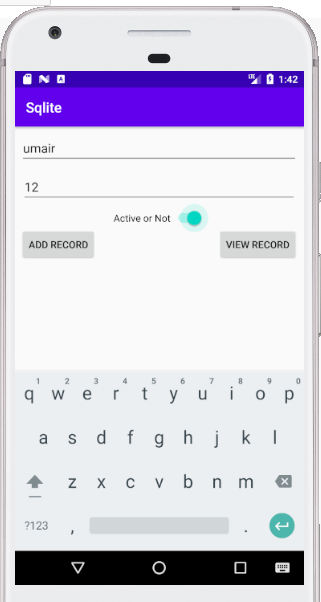 LTE 1:42
Sqlite
umair
12
Active or Not
ADD RECORD VIEW RECORD
1 2 3 4 5 6 7 8 9 0
q w e r t y u i o p
a s d f g h j k l
z x c v b n m
?123 , .